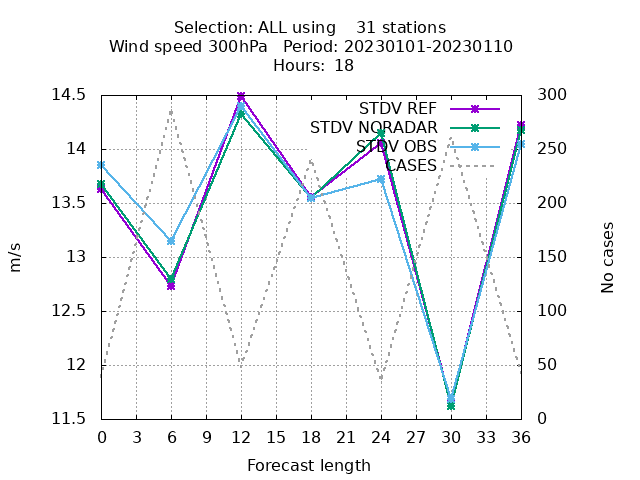 Selection: ALL using    31 stations
Wind speed 300hPa   Period: 20230101-20230110
Hours: 18
STDV REF
STDV NORADAR
STDV OBS
CASES
14.5
14
13.5
13
12.5
12
11.5
300
250
200
150
100
50
0
m/s
No cases
0 3 6 9 12 15 18 21 24 27 30 33 36
Forecast length